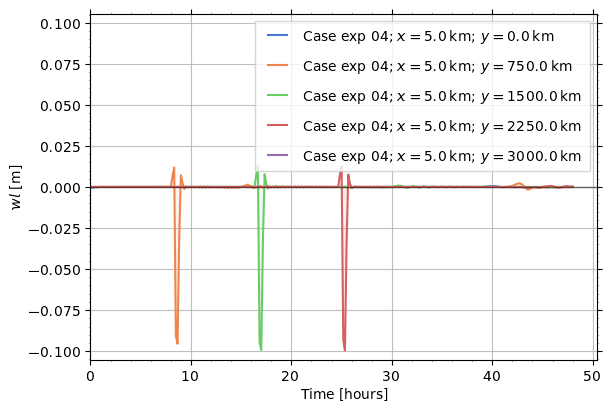 0.100
0.075
0.050
0.025
0.000
−0.025
−0.050
−0.075
−0.100
wl [m]
Case exp 04; x = 5.0 km; y = 0.0 km
Case exp 04; x = 5.0 km; y = 750.0 km
Case exp 04; x = 5.0 km; y = 1500.0 km
Case exp 04; x = 5.0 km; y = 2250.0 km
Case exp 04; x = 5.0 km; y = 3000.0 km
0 10 20 30 40 50
Time [hours]